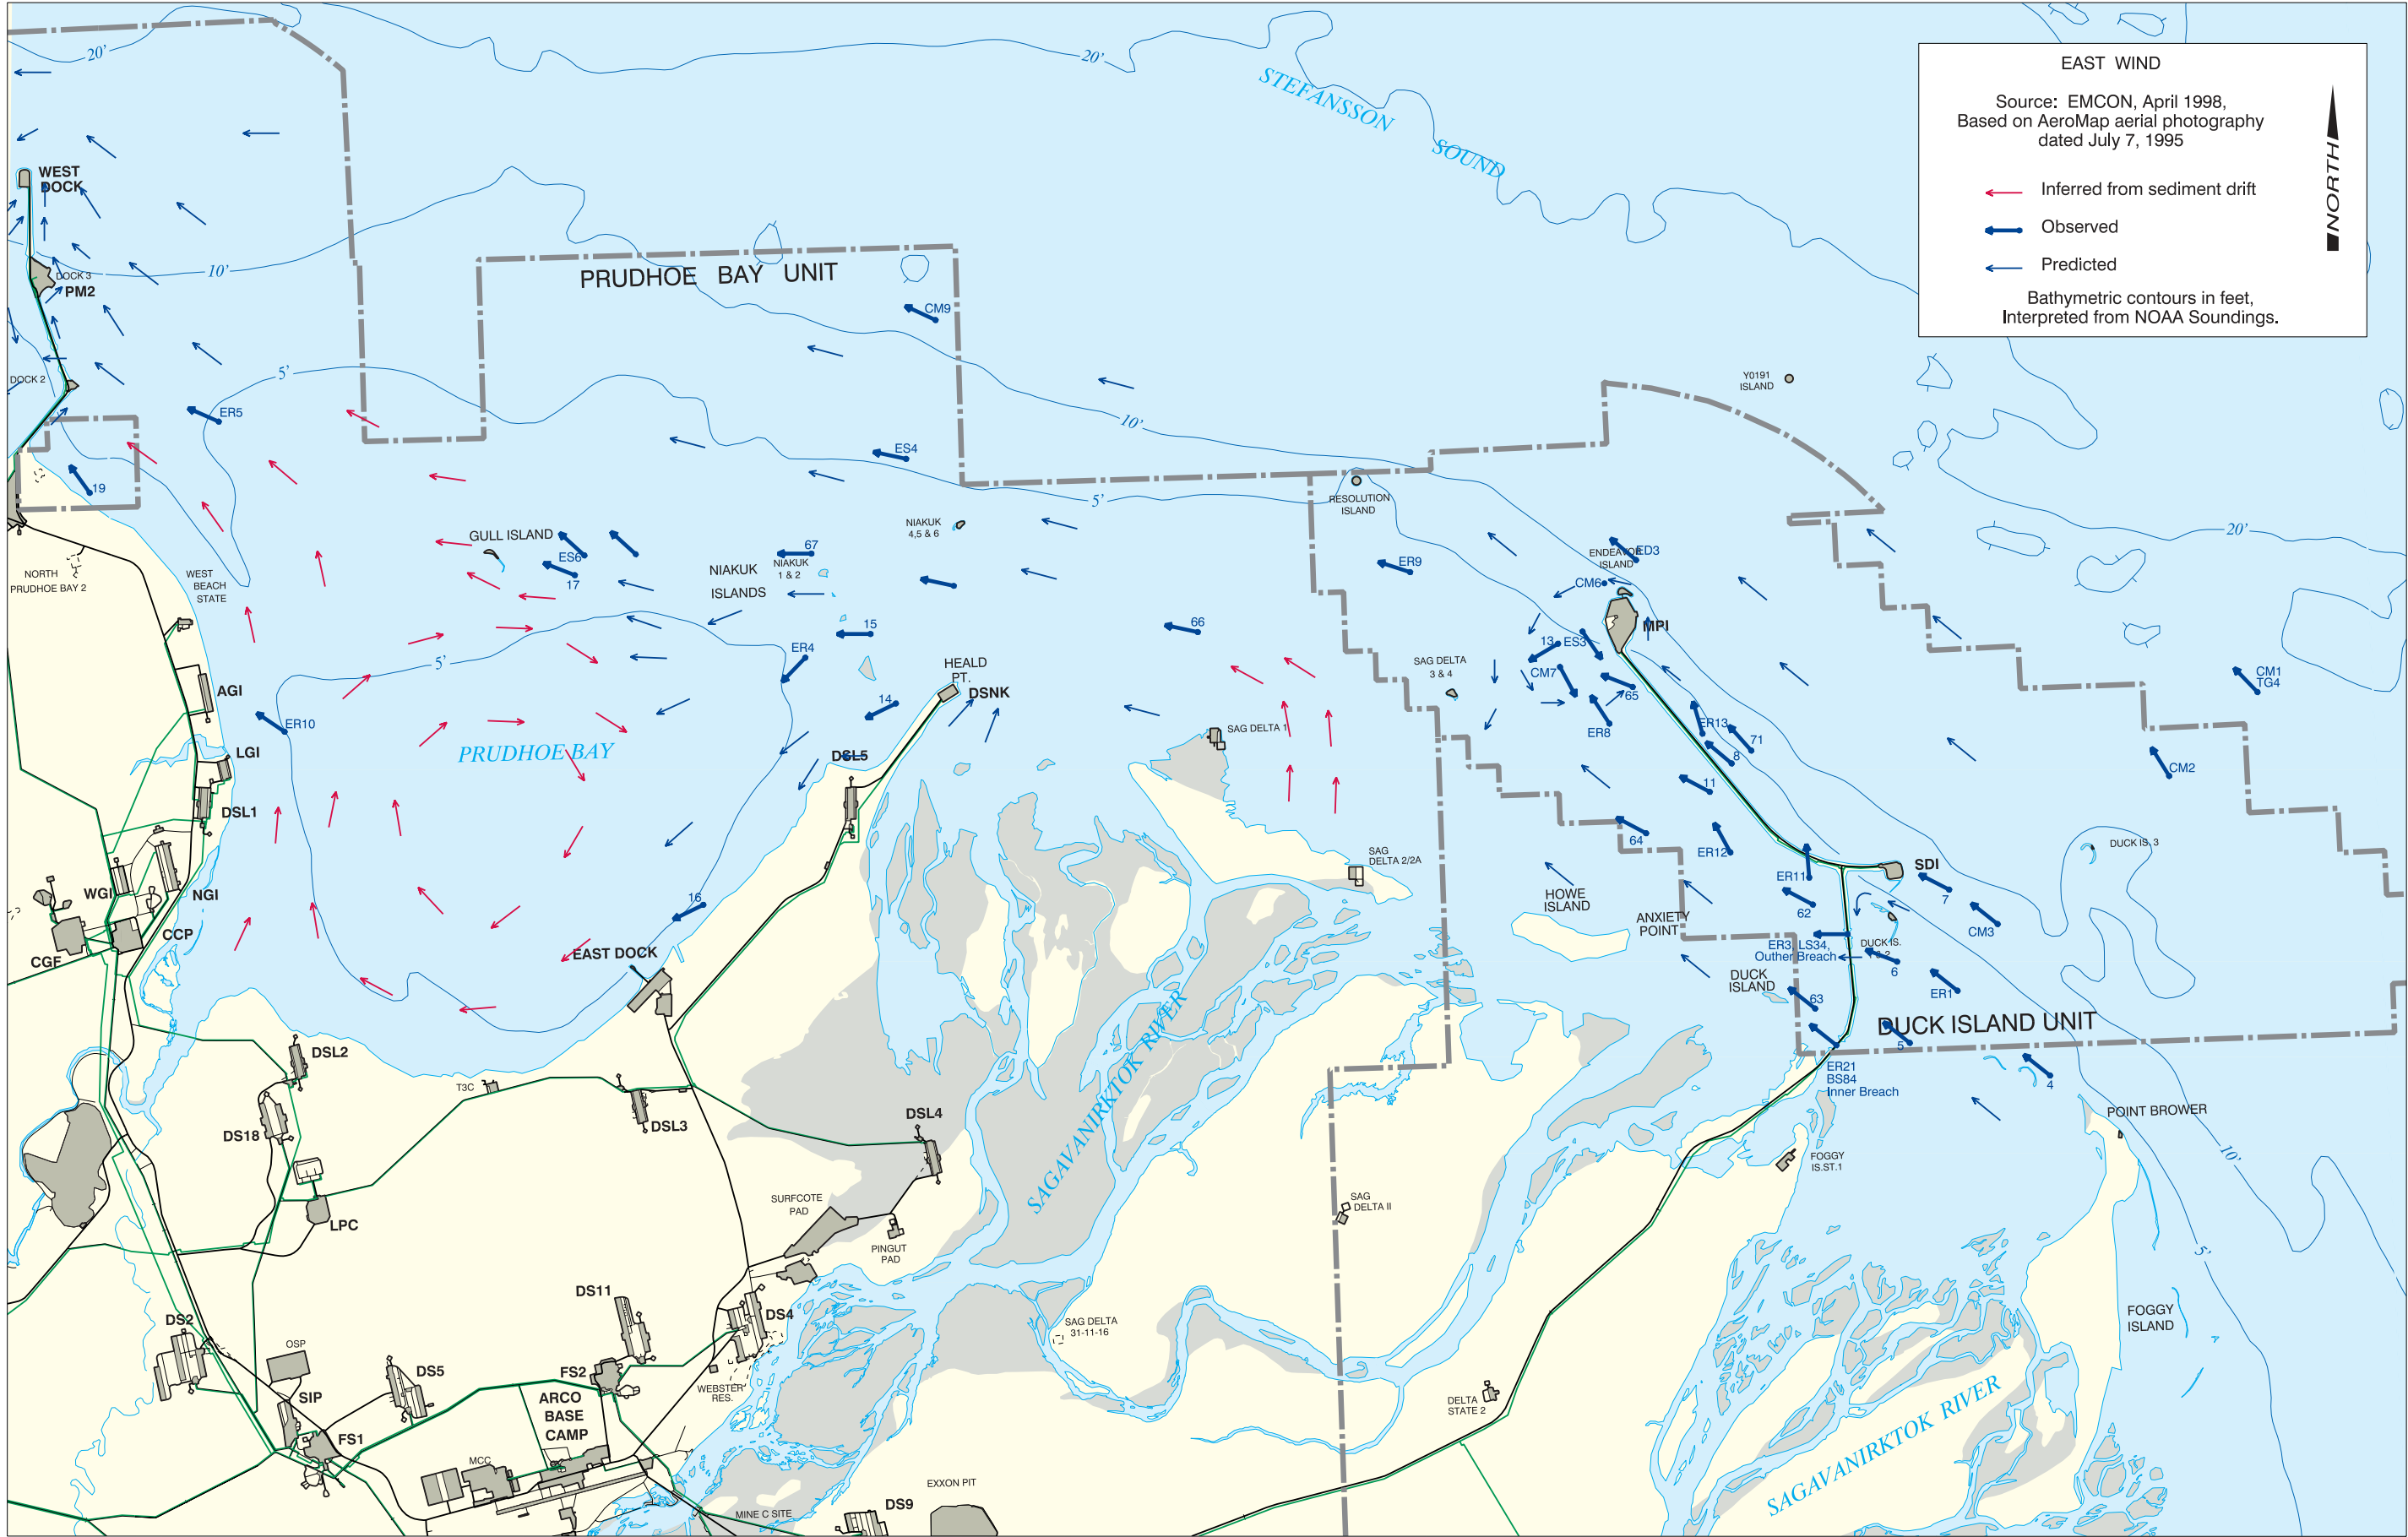 20'
20'
STEFANSSON
SOUND
EAST WIND
Source: EMCON, April 1998,
Based on AeroMap aerial photography
dated July 7, 1995
Inferred from sediment drift
Observed
Predicted
Bathymetric contours in feet,
Interpreted from NOAA Soundings.
NORTH
WEST
DOCK
10'
DOCK 3
PM2
PRUDHOE BAY UNIT
CM9
5'
DOCK 2
ER5
Y0191
ISLAND
10'
ES4
19
5'
RESOLUTION
ISLAND
20'
GULL ISLAND
ES6
17
67
NIAKUK
4,5 & 6
NIAKUK
ISLANDS
NIAKUK
1 & 2
ER9
ED3
ENDEAVOR
ISLAND
CM6
NORTH
PRUDHOE BAY 2
WEST
BEACH
STATE
15
66
MPI
13
ES3
5'
ER4
HEALD
PT.
DSNK
SAG DELTA
3 & 4
CM7
65
CM1
TG4
AGI
14
ER10
ER8
ER13
71
SAG DELTA 1
PRUDHOE BAY
LGI
DSL5
8
CM2
11
DSL1
64
ER12
DUCK IS. 3
SAG
DELTA 2/2A
SDI
ER11
WGI
NGI
16
HOWE
ISLAND
62
7
ANXIETY
POINT
CM3
CCP
CGF
EAST DOCK
ER3, LS34,
Outher Breach
DUCK IS.
1 & 2
6
DUCK
ISLAND
63
ER1
DUCK ISLAND UNIT
5
SAGAVANIRKTOK RIVER
DSL2
T3C
ER21
BS84
Inner Breach
4
DSL4
POINT BROWER
DS18
DSL3
10'
FOGGY
IS.ST.1
SURFCOTE
PAD
SAG
DELTA II
LPC
PINGUT
PAD
5'
DS11
DS4
DS2
SAG DELTA
31-11-16
FOGGY
ISLAND
OSP
DS5
FS2
WEBSTER
RES.
SIP
ARCO
BASE
CAMP
DELTA
STATE 2
SAGAVANIRKTOK RIVER
FS1
MCC
EXXON PIT
DS9
MINE C SITE